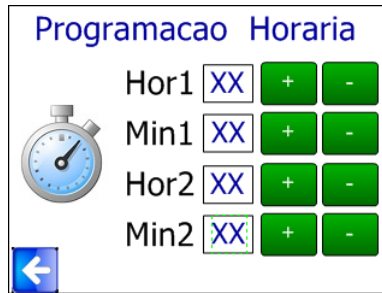 Programacao Horaria
Hor1 XX + -
Min1 XX + -
Hor2 XX + -
Min2 XX + -